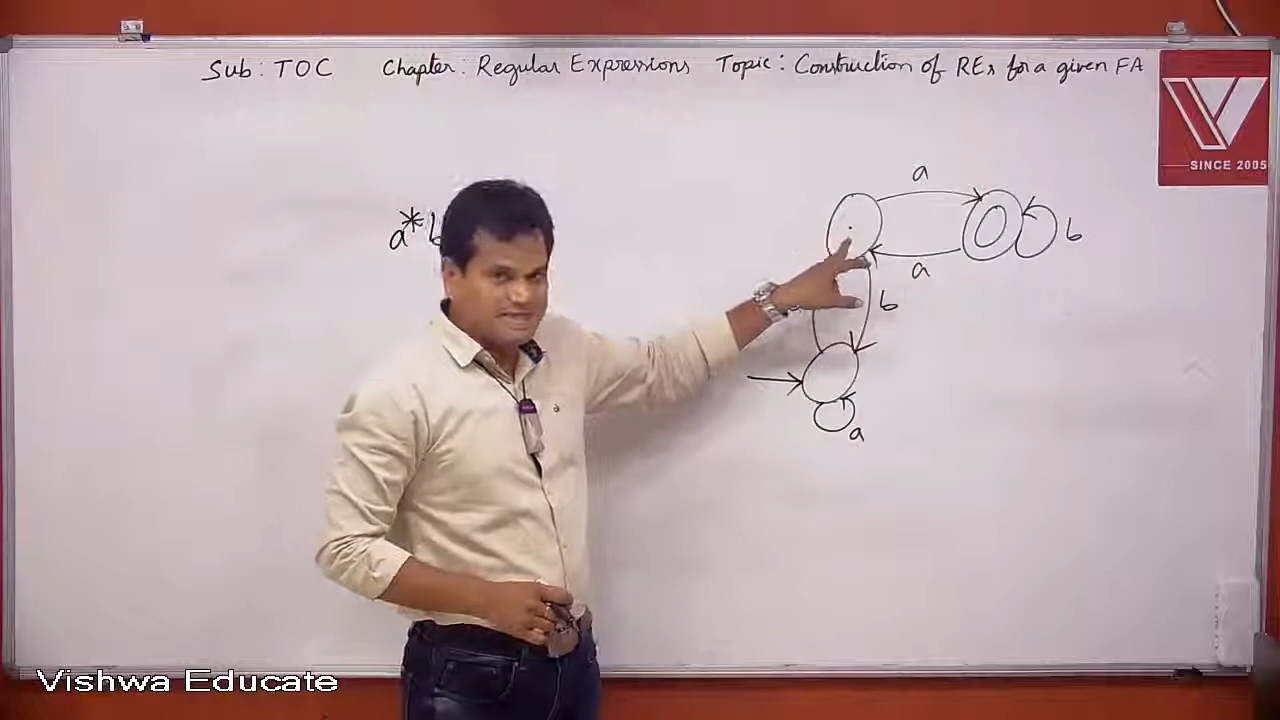 Sub : TOC Chapter : Regular Expressions Topic : Construction of REs for a given FA
SINCE 2005
a
a* b
b
a
b
a
Vishwa Educate